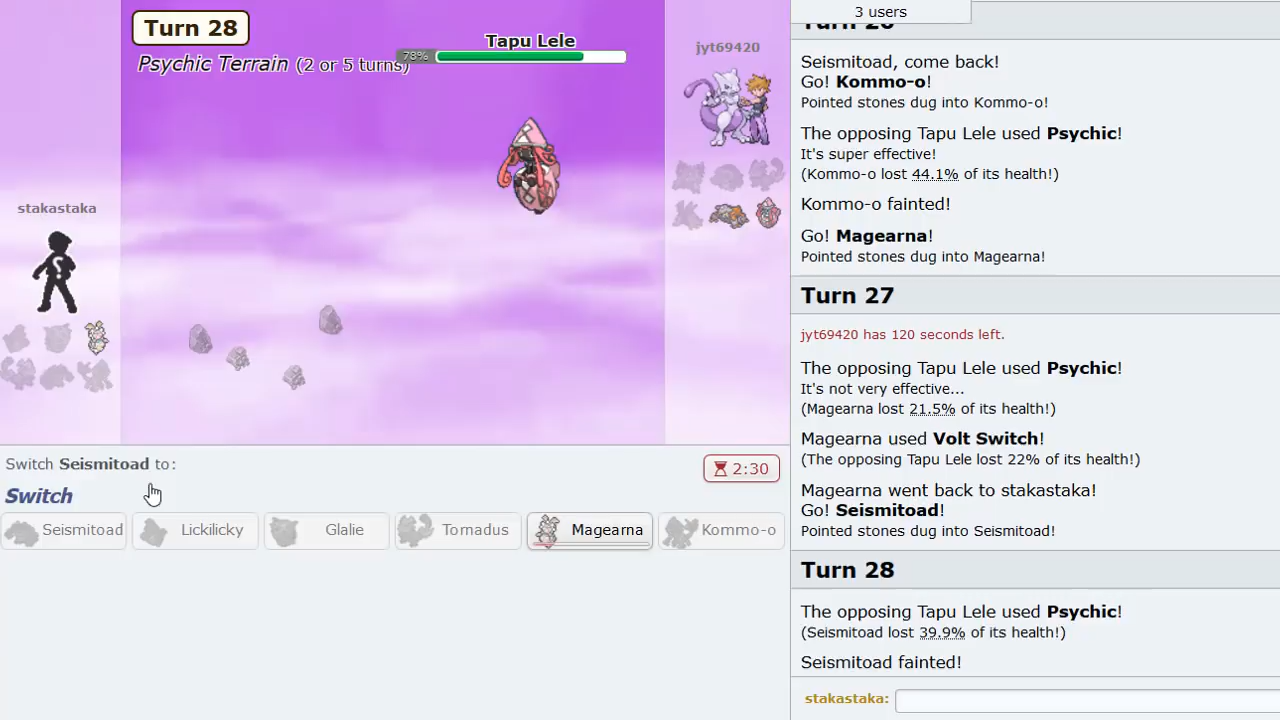 Turn 28
Psychic Terrain (2 or 5 turns)
Tapu Lele
78%
jyt69420
stakastaka
Switch Seismitoad to:
2:30
Switch
Seismitoad
Lickilicky
Glalie
Tornadus
Magearna
Kommo-o
3 users
Seismitoad, come back!
Go! Kommo-o!
Pointed stones dug into Kommo-o!
The opposing Tapu Lele used Psychic!
It's super effective!
(Kommo-o lost 44.1% of its health!)
Kommo-o fainted!
Go! Magearna!
Pointed stones dug into Magearna!
Turn 27
jyt69420 has 120 seconds left.
The opposing Tapu Lele used Psychic!
It's not very effective...
(Magearna lost 21.5% of its health!)
Magearna used Volt Switch!
(The opposing Tapu Lele lost 22% of its health!)
Magearna went back to stakastaka!
Go! Seismitoad!
Pointed stones dug into Seismitoad!
Turn 28
The opposing Tapu Lele used Psychic!
(Seismitoad lost 39.9% of its health!)
Seismitoad fainted!
stakastaka: